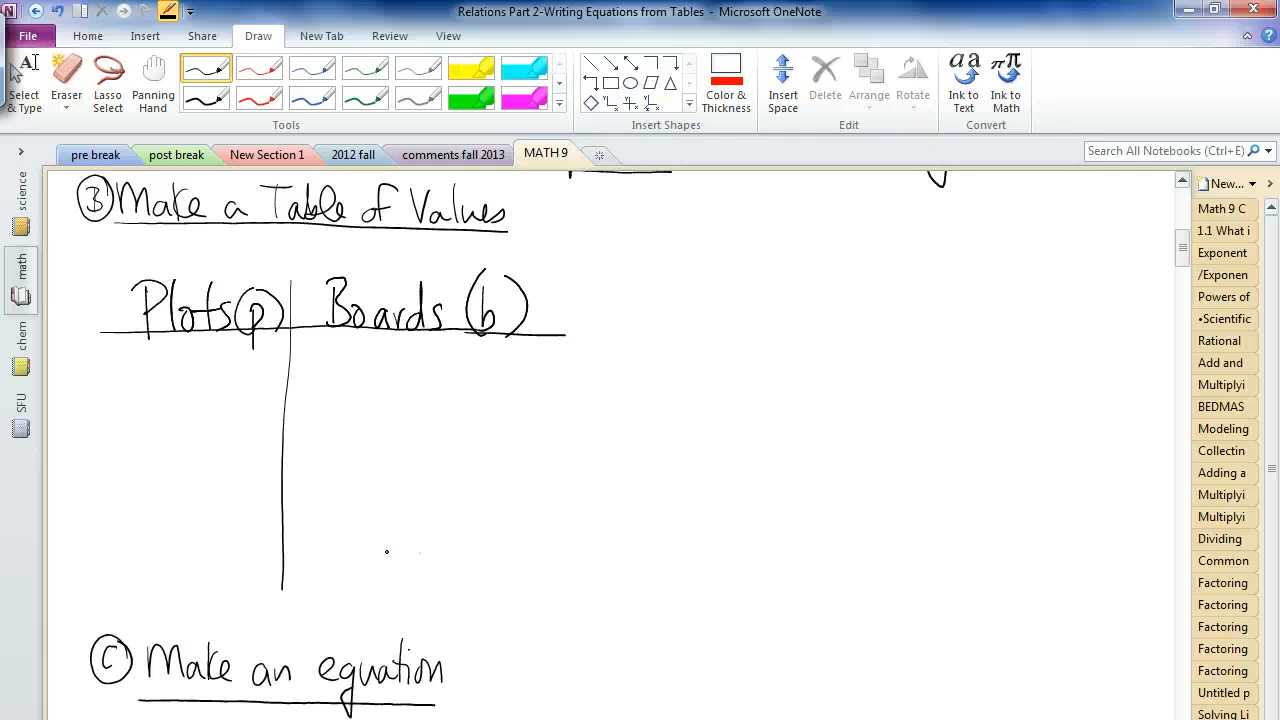 Relations Part 2-Writing Equations from Tables - Microsoft OneNote
File Home Insert Share Draw New Tab Review View
Select & Type
Eraser
Lasso Select
Panning Hand
Color & Thickness
Insert Space
Delete
Arrange
Rotate
Ink to Text
Ink to Math
Tools
Insert Shapes
Edit
Convert
pre break
post break
New Section 1
2012 fall
comments fall 2013
MATH 9
Search All Notebooks (Ctrl+E)
science
math
chem
SFU
B Make a Table of Values
Plots (p) Boards (b)
C Make an equation
New...
Math 9 C
1.1 What i
Exponent
/Exponen
Powers of
•Scientific
Rational
Add and
Multiplyi
BEDMAS
Modeling
Collectin
Adding a
Multiplyi
Multiplyi
Dividing
Common
Factoring
Factoring
Factoring
Factoring
Factoring
Untitled p
Solving Li